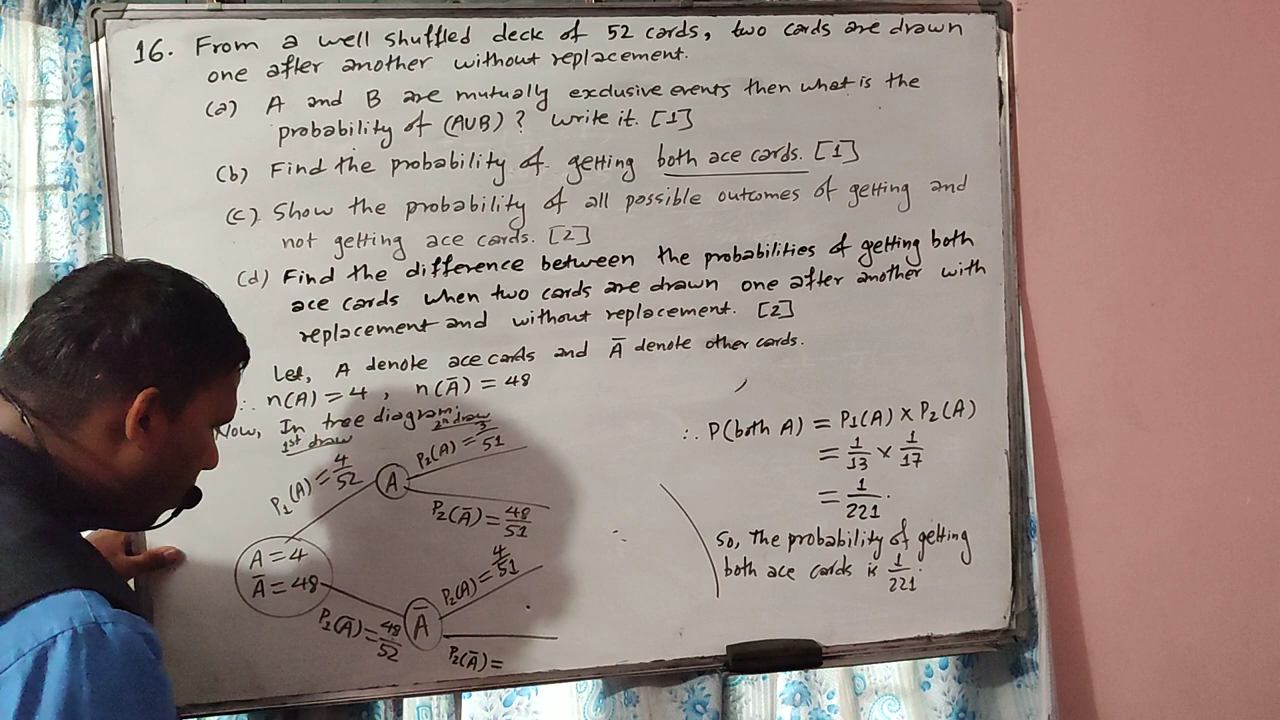 16. From a well shuffled deck of 52 cards, two cards are drawn
one after another without replacement.
(a) A and B are mutually exclusive events then what is the
probability of (A∪B)? Write it. [1]
(b) Find the probability of getting both ace cards. [1]
(c). Show the probability of all possible outcomes of getting and
not getting ace cards. [2]
(d) Find the difference between the probabilities of getting both
ace cards when two cards are drawn one after another with
replacement and without replacement. [2]
Let, A denote ace cards and Ā denote other cards.
∴ n(A) = 4, n(Ā) = 48
Now, In tree diagram;
1st draw 2nd draw
P₁(A) = 4/52
A
P₂(A) = 3/51
P₂(Ā) = 48/51
A = 4
Ā = 48
P₂(Ā) = 48/52
Ā
P₂(A) = 4/51
P₂(Ā) =
∴ P(both A) = P₁(A) × P₂(A)
= 1/13 × 1/17
= 1/221.
So, the probability of getting
both ace cards is 1/221.